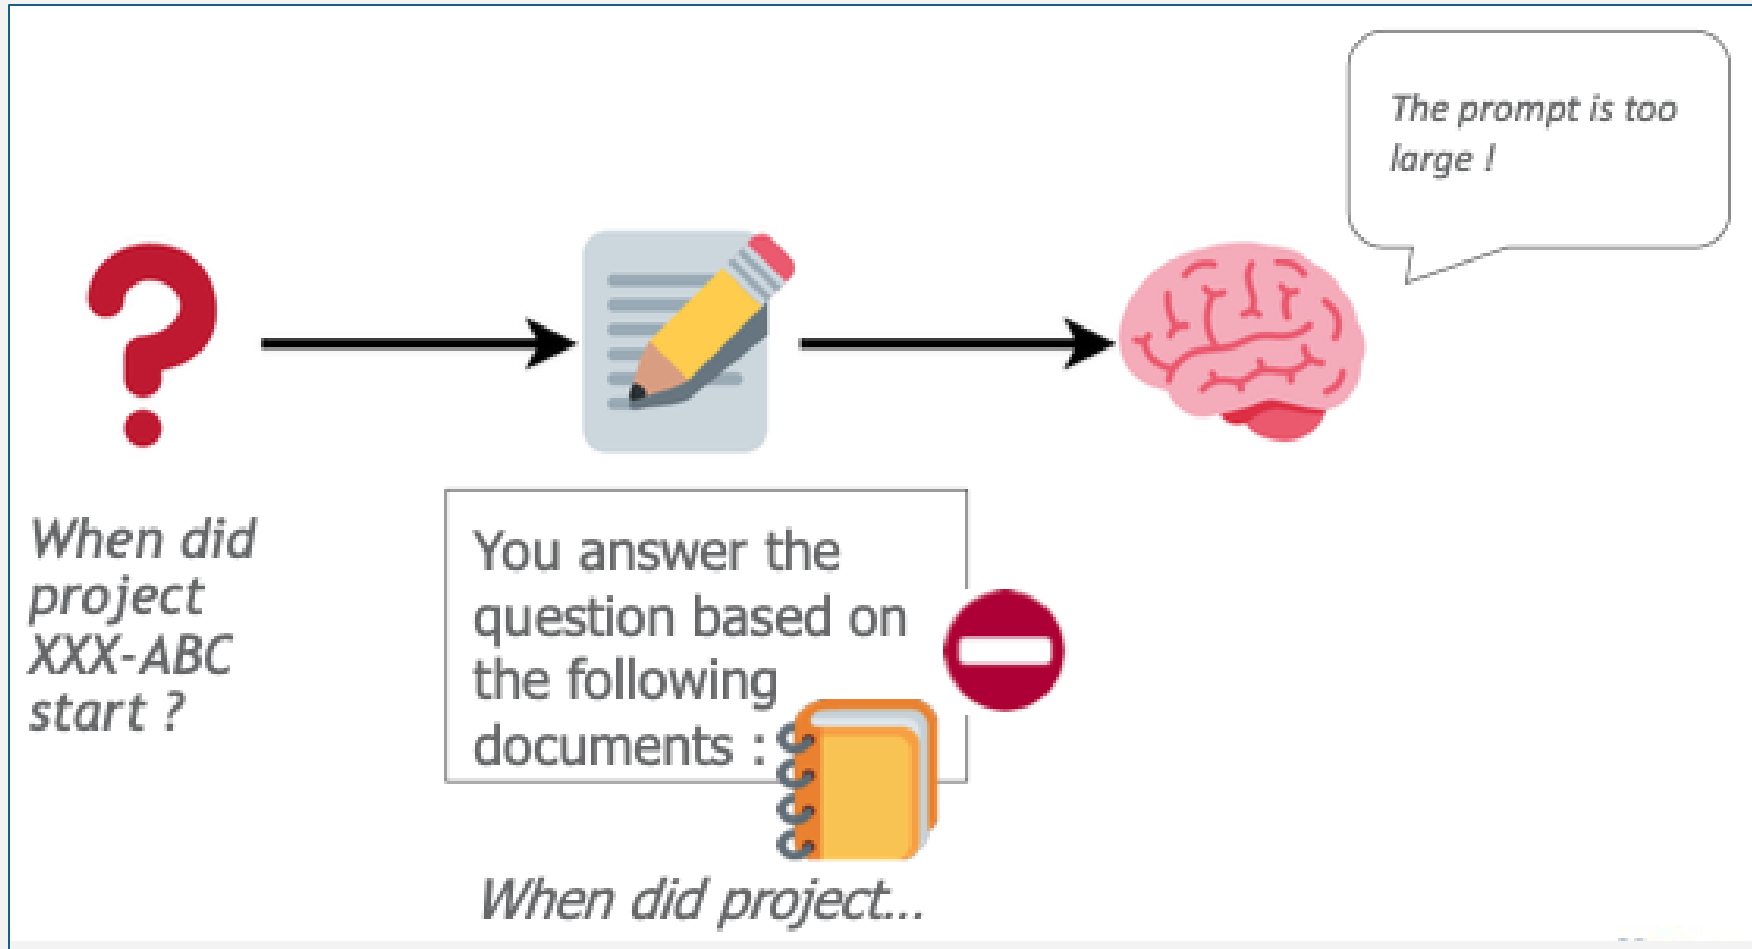 The prompt is too
large !
When did
project
XXX-ABC
start ?
You answer the
question based on
the following
documents :
When did project...